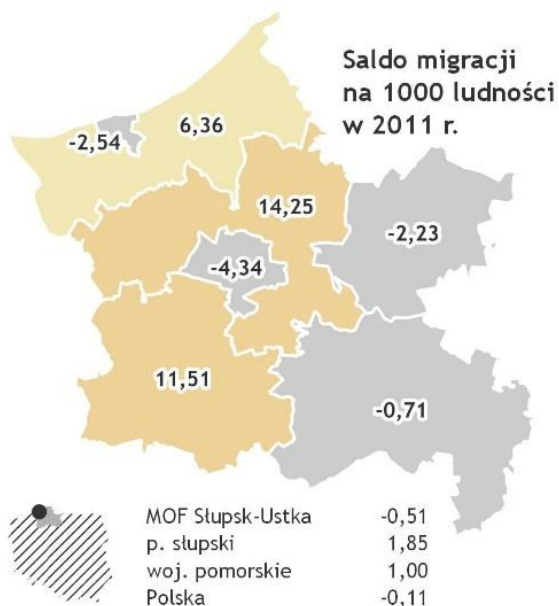 Saldo migracji
na 1000 ludności
w 2011 r.
6,36
-2,54
14,25
-2,23
-4,34
11,51
-0,71
MOF Słupsk-Ustka -0,51
p. słupski 1,85
woj. pomorskie 1,00
Polska -0,11